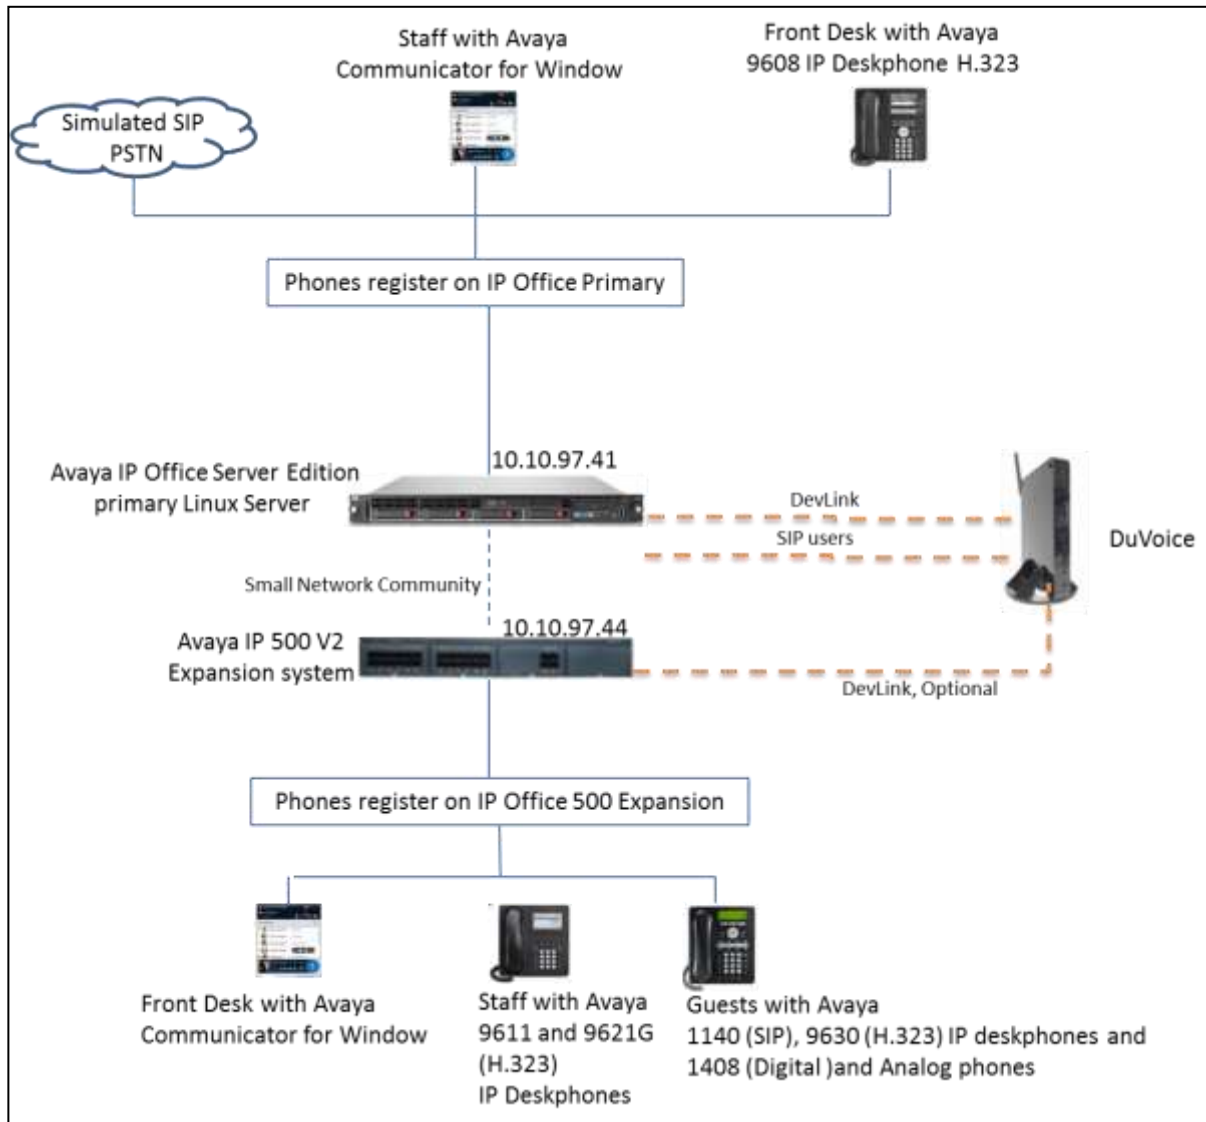 Staff with Avaya
Communicator for Window
Front Desk with Avaya
9608 IP Deskphone H.323
Simulated SIP
PSTN
Phones register on IP Office Primary
10.10.97.41
Avaya IP Office Server Edition
primary Linux Server
DevLink
SIP users
DuVoice
Small Network Community
10.10.97.44
Avaya IP 500 V2
Expansion system
DevLink, Optional
Phones register on IP Office 500 Expansion
Front Desk with Avaya
Communicator for Window
Staff with Avaya
9611 and 9621G
(H.323)
IP Deskphones
Guests with Avaya
1140 (SIP), 9630 (H.323) IP deskphones and
1408 (Digital )and Analog phones